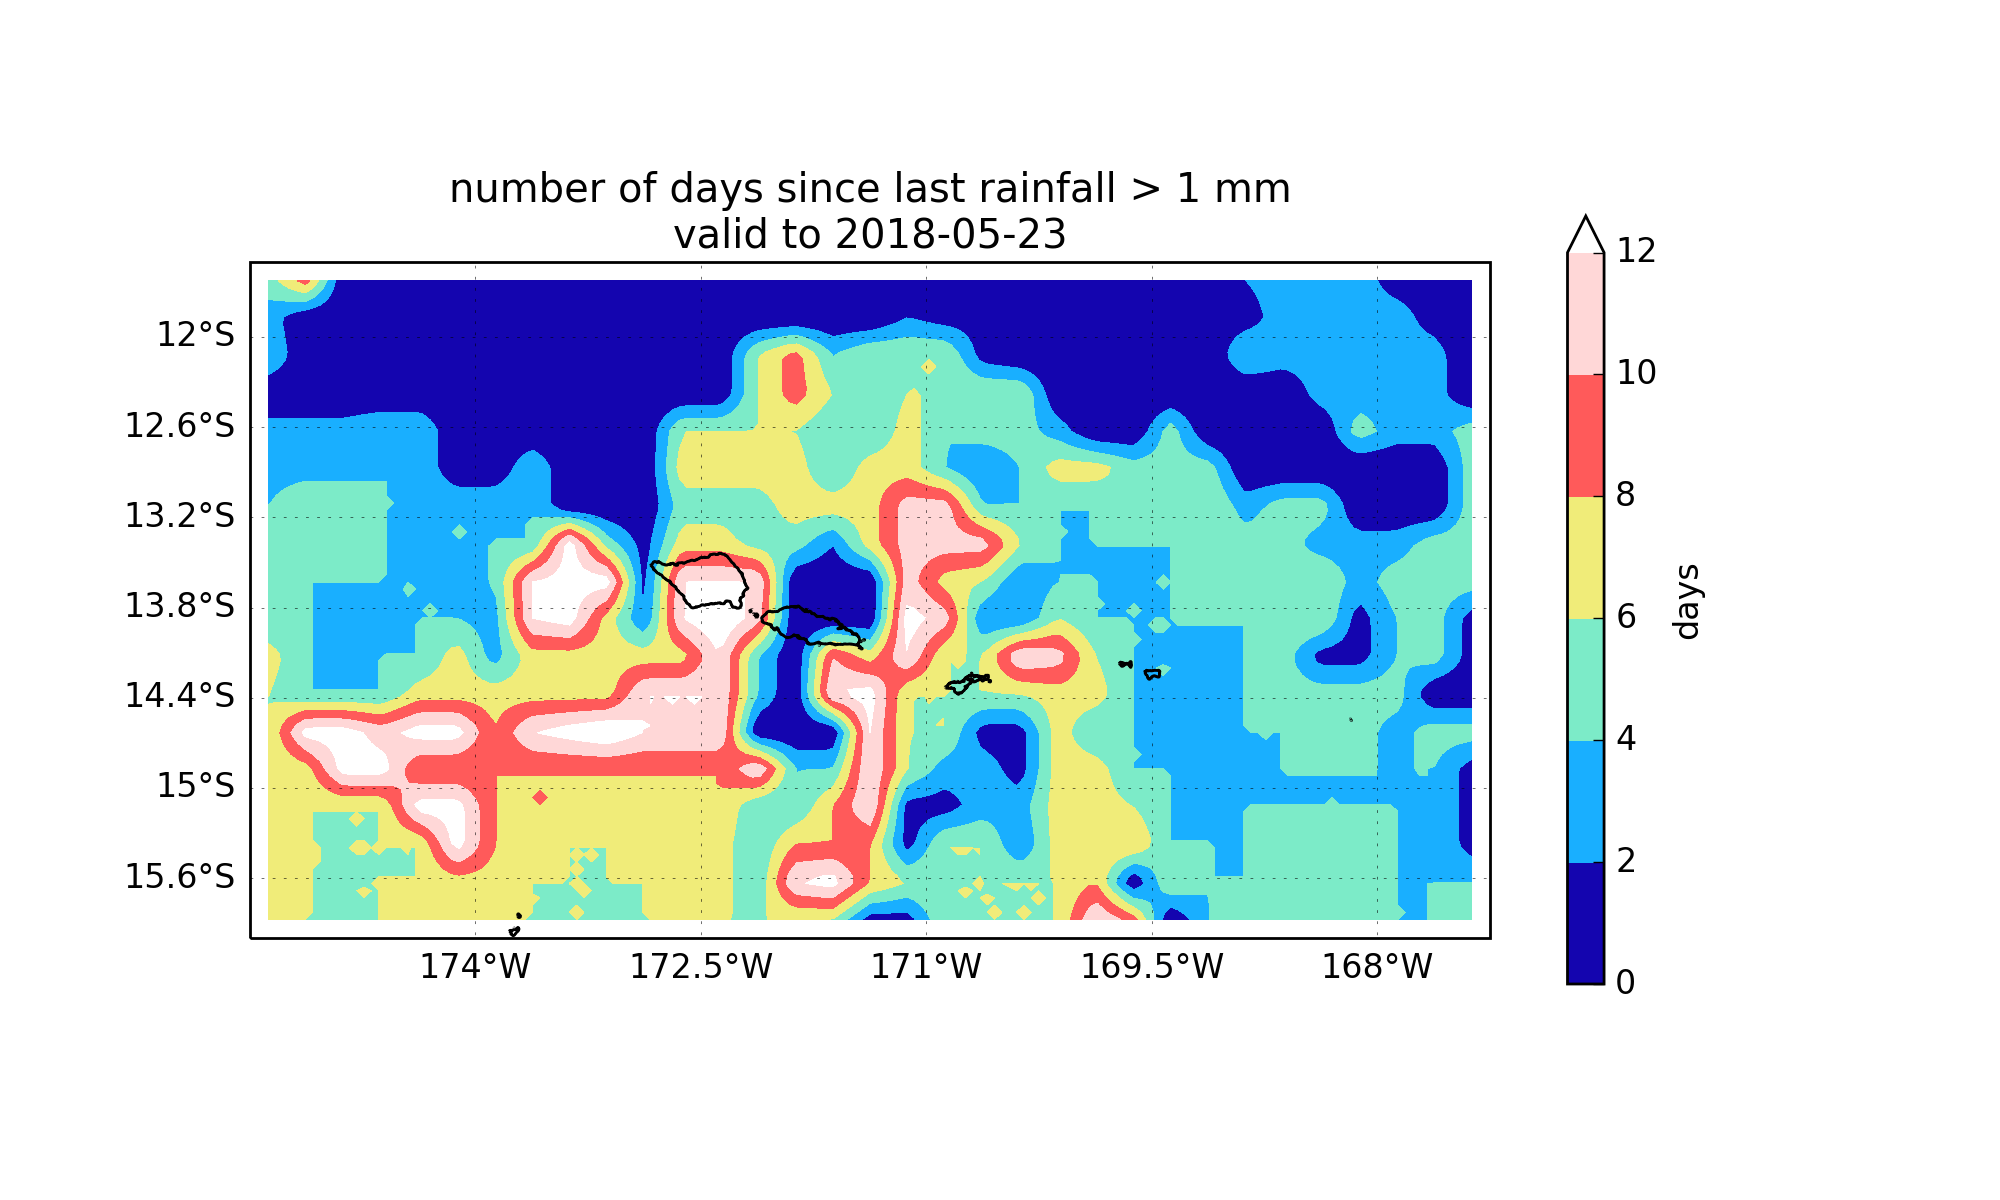 number of days since last rainfall > 1 mm
valid to 2018-05-23
12°S
12.6°S
13.2°S
13.8°S
14.4°S
15°S
15.6°S
174°W
172.5°W
171°W
169.5°W
168°W
12
10
8
6
4
2
0
days